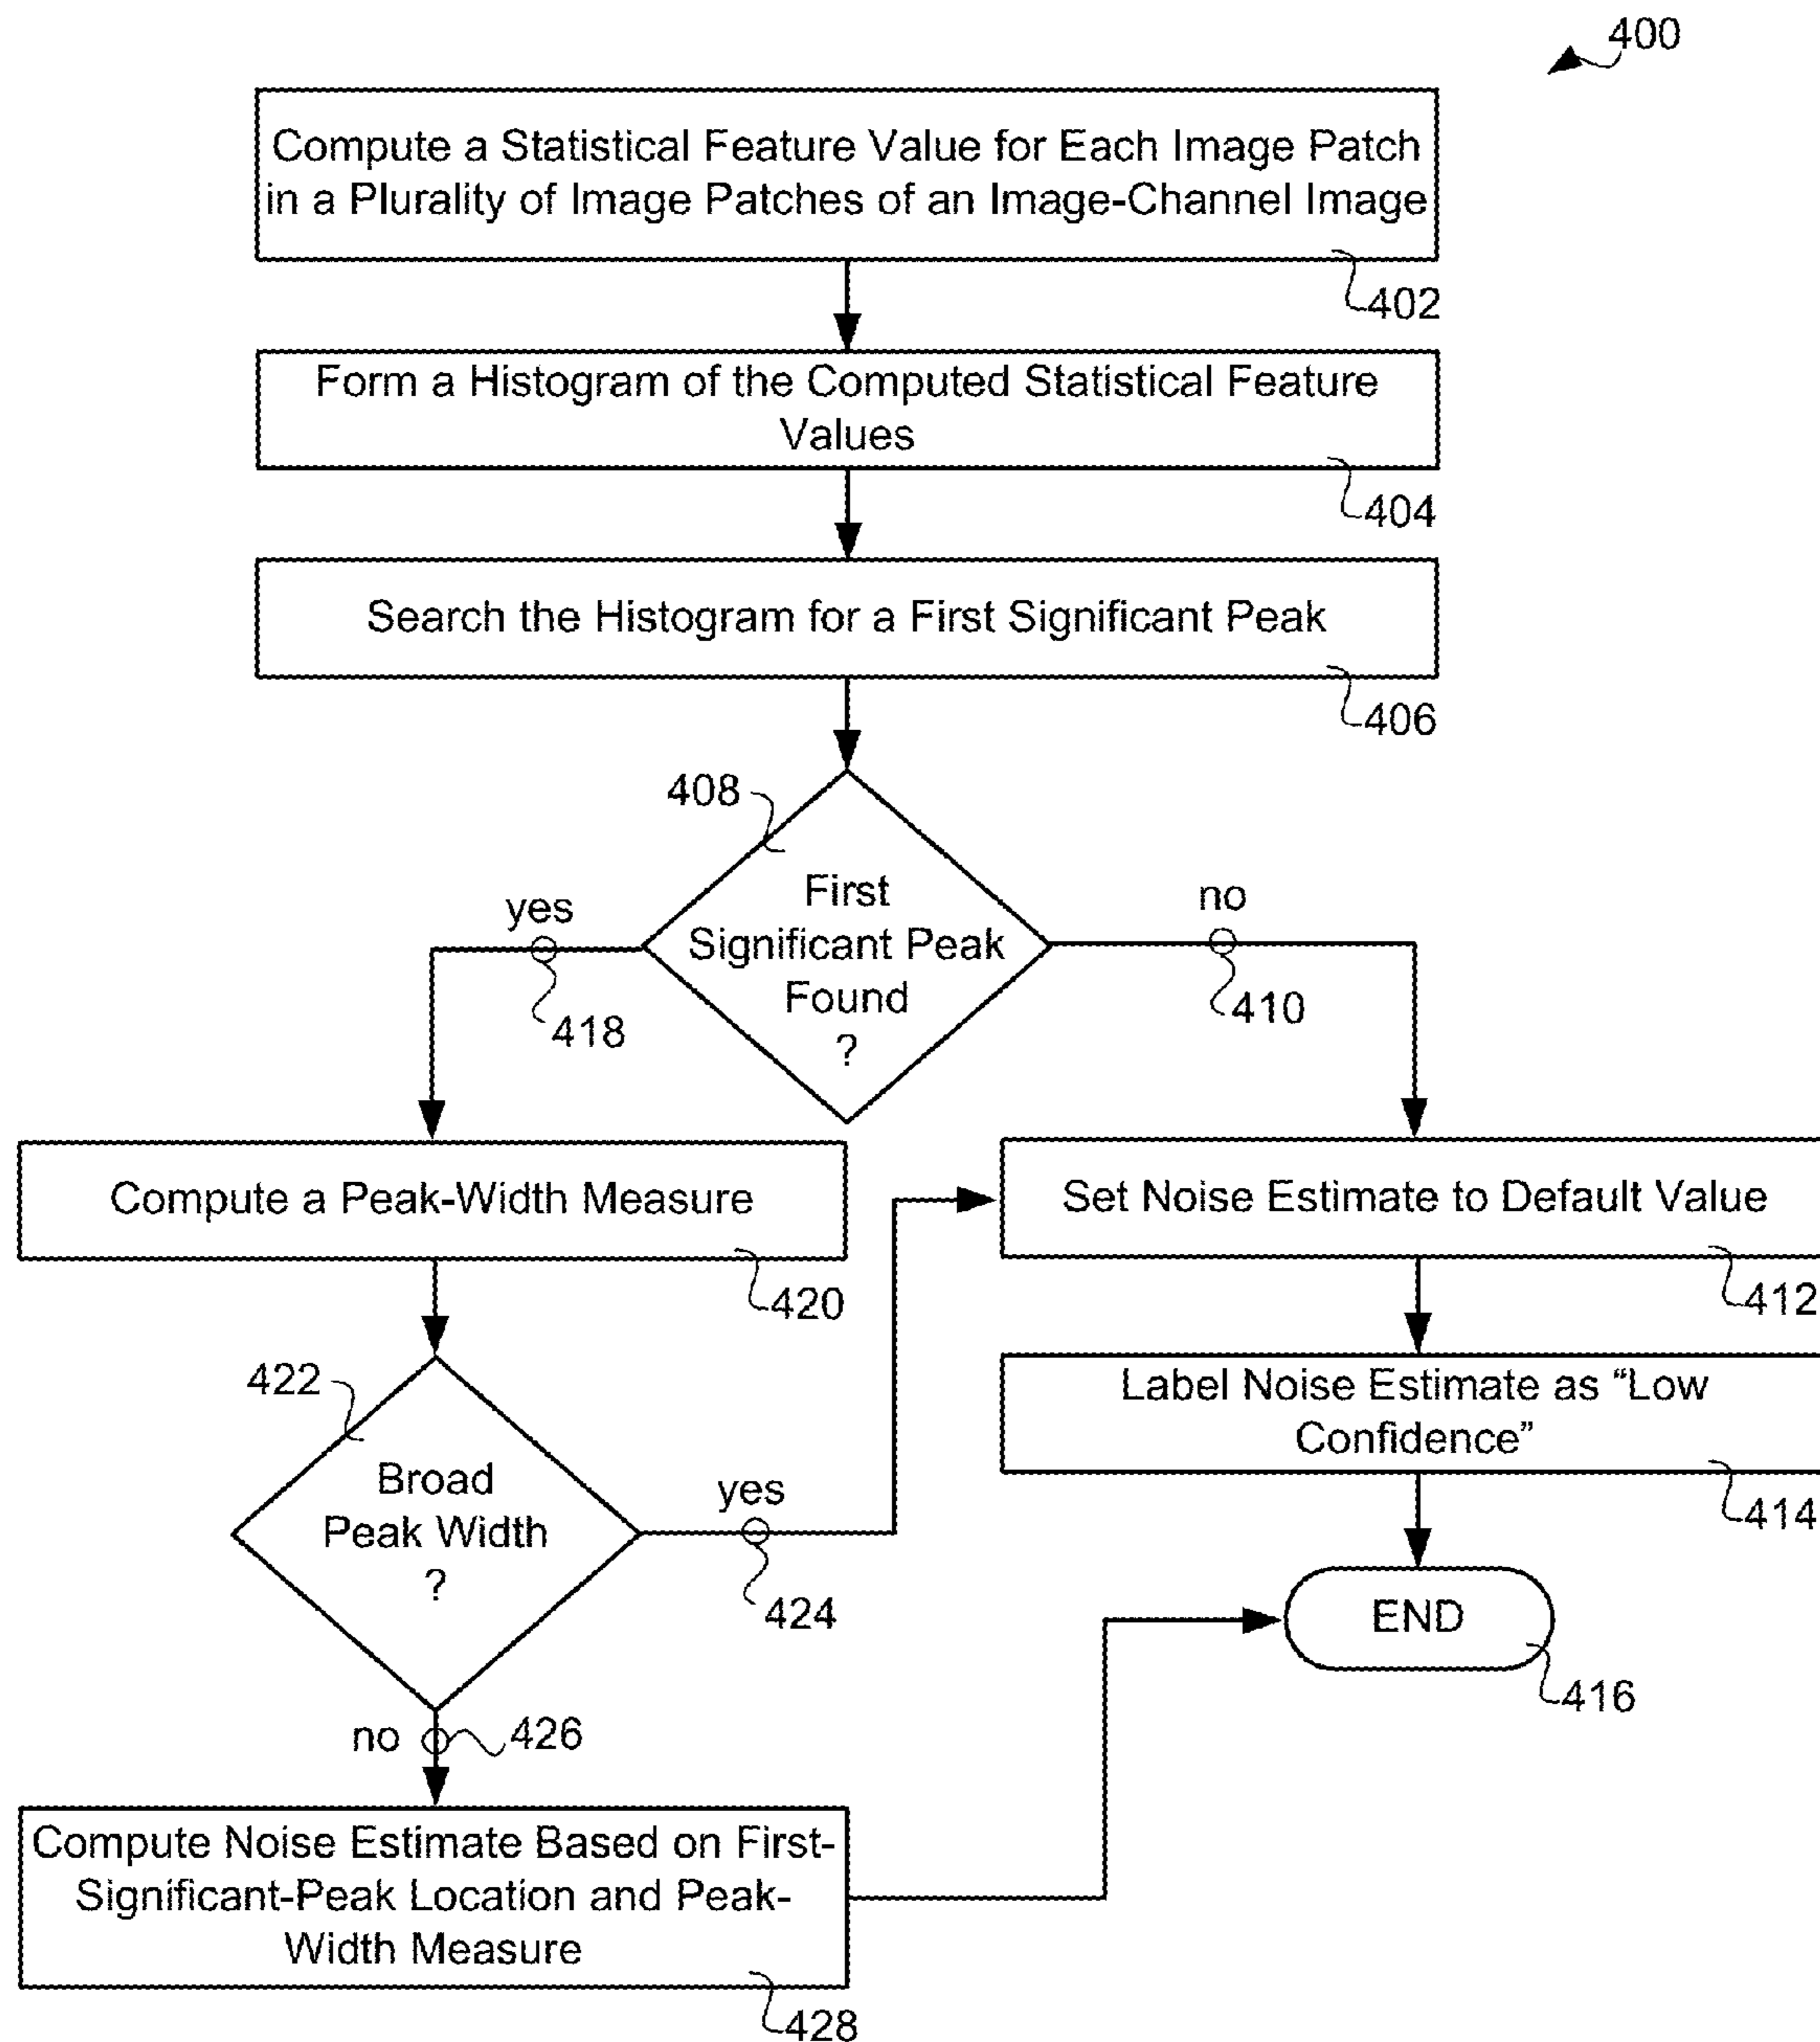 400
Compute a Statistical Feature Value for Each Image Patch
in a Plurality of Image Patches of an Image-Channel Image
402
Form a Histogram of the Computed Statistical Feature
Values
404
Search the Histogram for a First Significant Peak
406
408
First
Significant Peak
Found
?
yes
418
no
410
Compute a Peak-Width Measure
420
Set Noise Estimate to Default Value
412
422
Broad
Peak Width
?
yes
424
Label Noise Estimate as “Low
Confidence”
414
END
416
no
426
Compute Noise Estimate Based on First-
Significant-Peak Location and Peak-
Width Measure
428